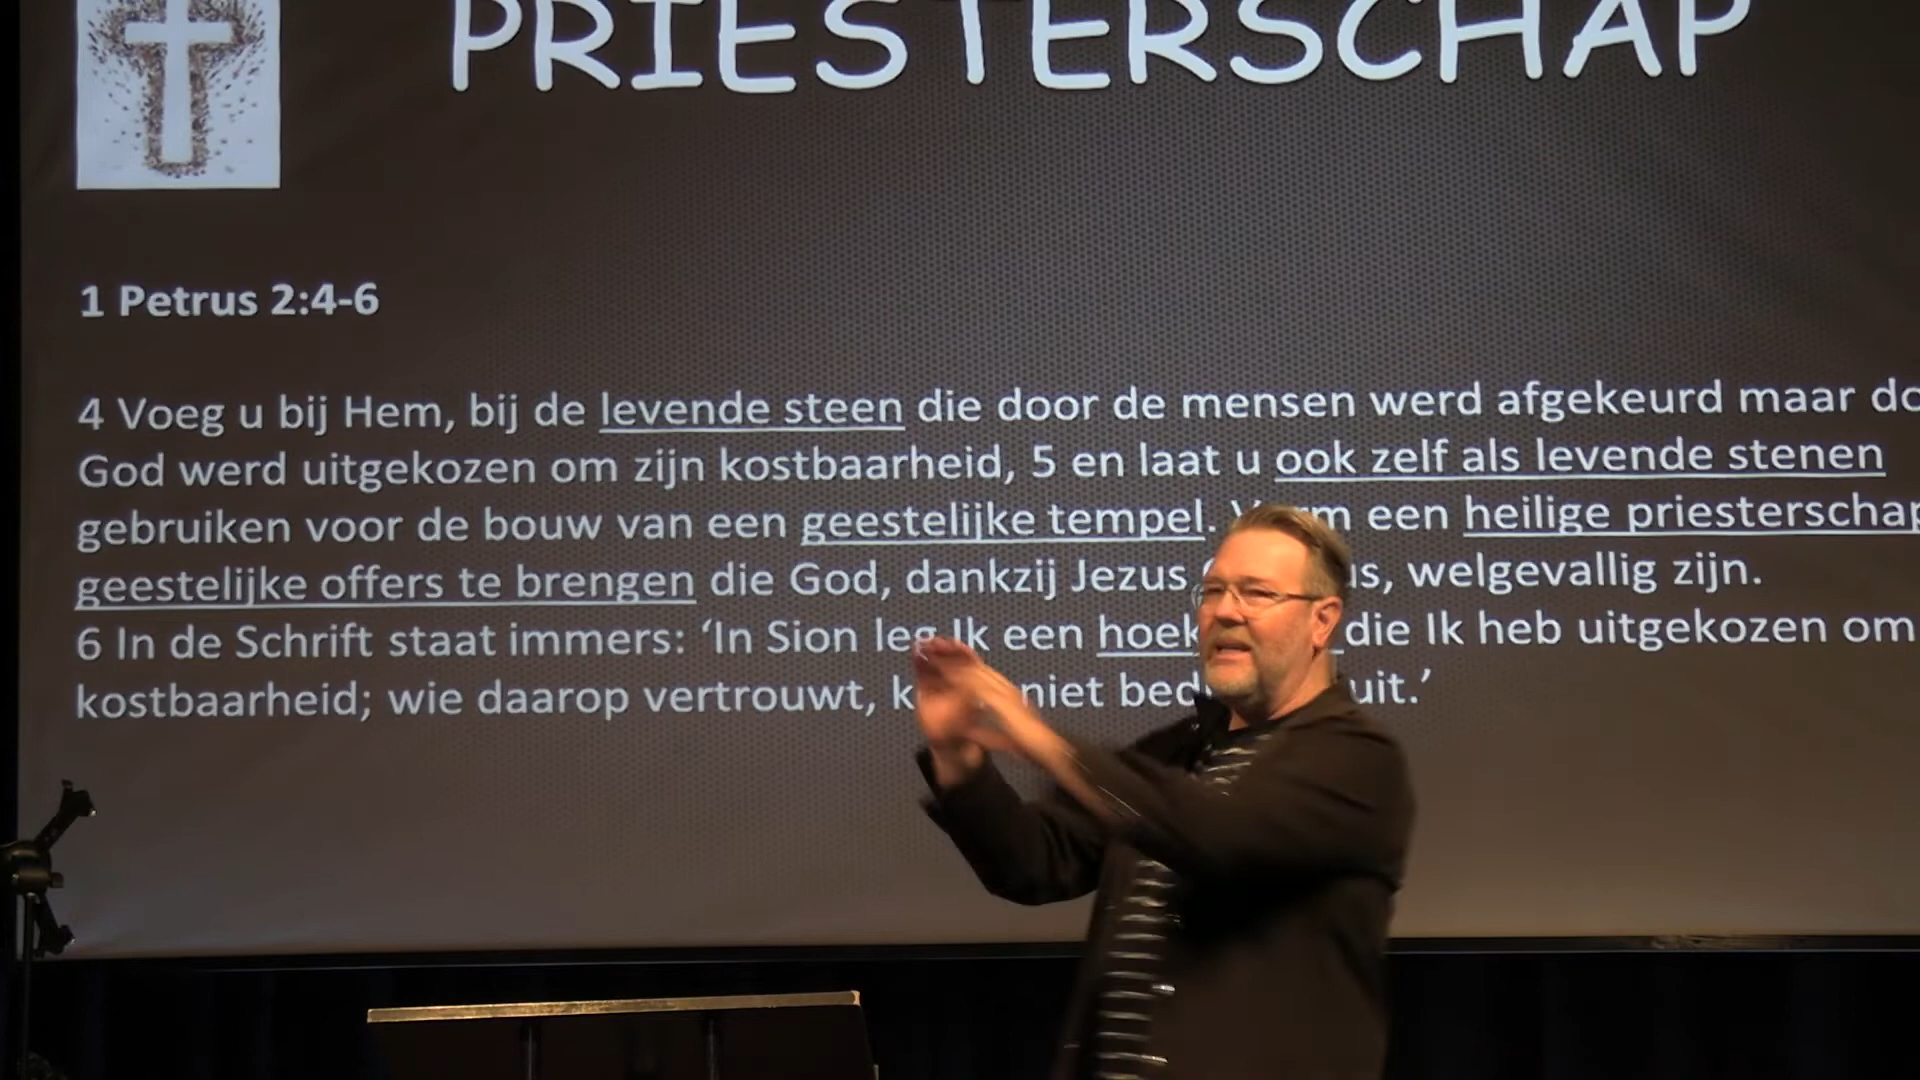 PRIESTERSCHAP
1 Petrus 2:4-6
4 Voeg u bij Hem, bij de levende steen die door de mensen werd afgekeurd maar
God werd uitgekozen om zijn kostbaarheid, 5 en laat u ook zelf als levende stenen
gebruiken voor de bouw van een geestelijke tempel. een heilige priesterschap
geestelijke offers te brengen die God, dankzij Jezus welgevallig zijn.
6 In de Schrift staat immers: ‘In Sion leg Ik een die Ik heb uitgekozen om
kostbaarheid; wie daarop vertrouwt, niet uit.’